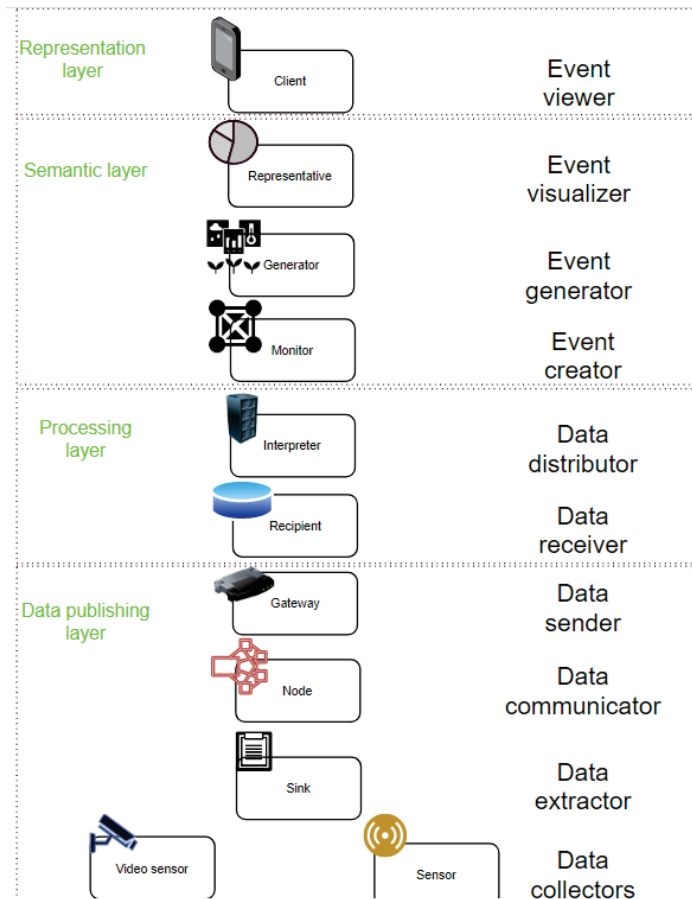 Representation
layer
Client
Event
viewer
Semantic layer
Representative
Event
visualizer
Generator
Event
generator
Monitor
Event
creator
Processing
layer
Interpreter
Data
distributor
Recipient
Data
receiver
Data publishing
layer
Gateway
Data
sender
Node
Data
communicator
Sink
Data
extractor
Video sensor
Sensor
Data
collectors